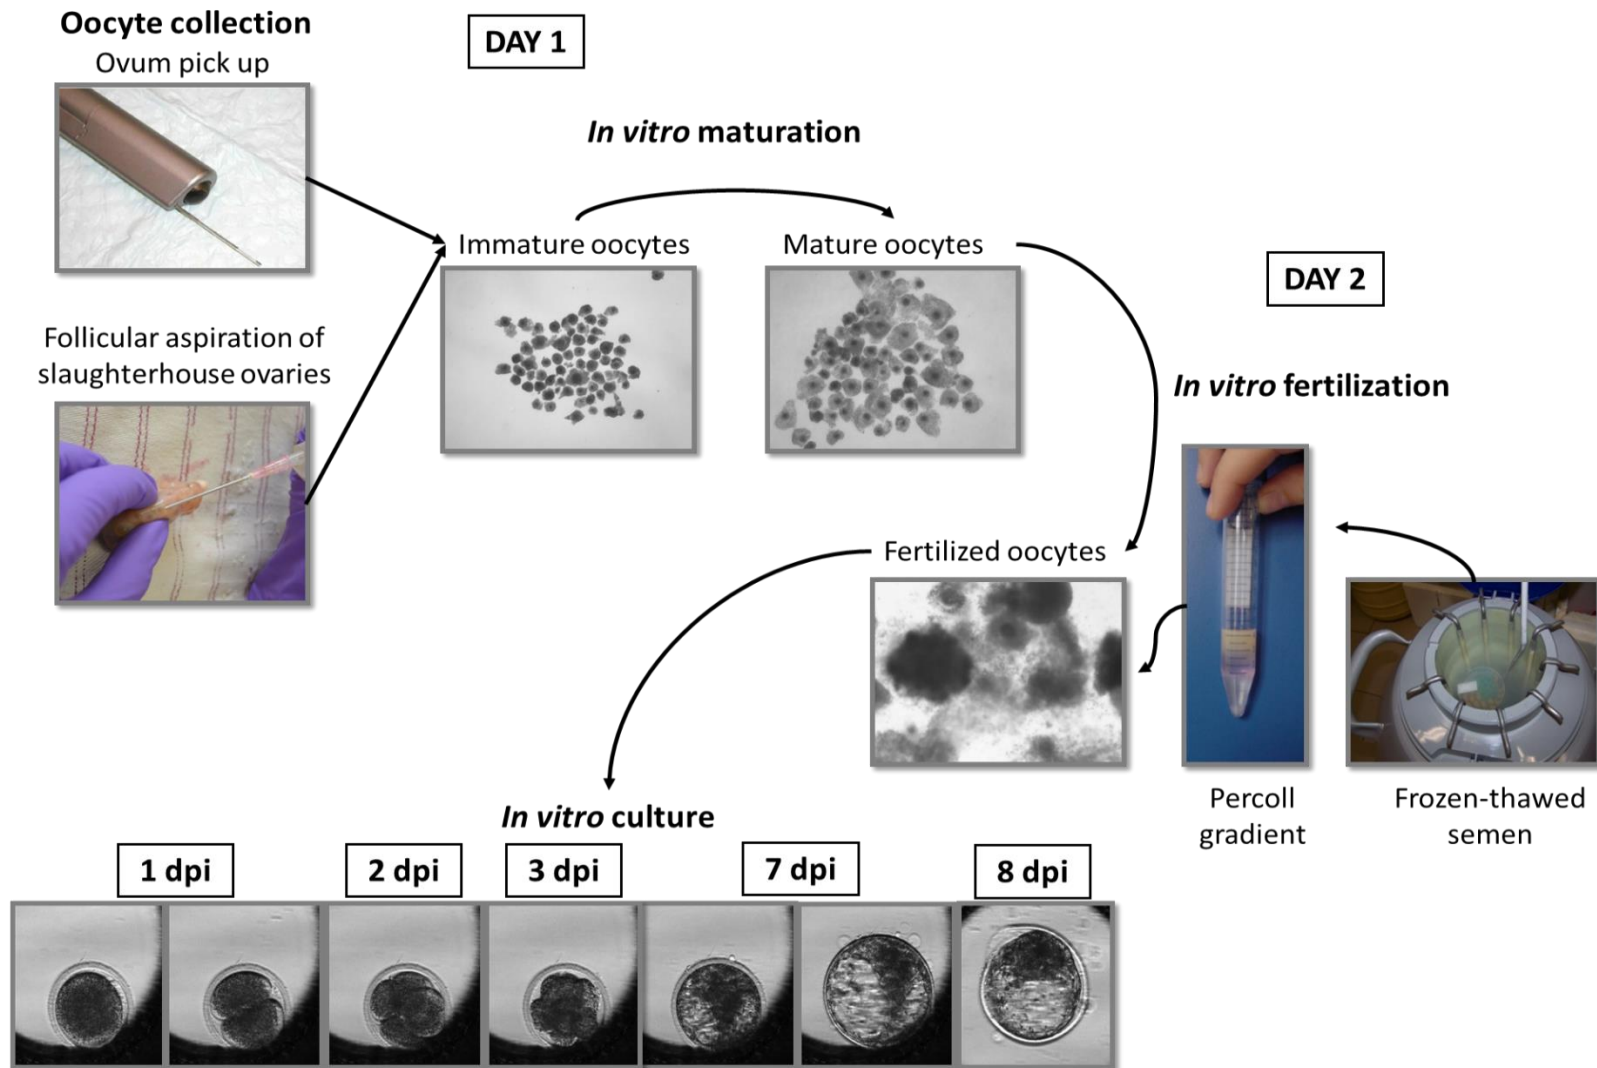 Oocyte collection
Ovum pick up
DAY 1
In vitro maturation
Immature oocytes
Mature oocytes
Follicular aspiration of
slaughterhouse ovaries
DAY 2
In vitro fertilization
Fertilized oocytes
Percoll
gradient
Frozen-thawed
semen
In vitro culture
1 dpi
2 dpi
3 dpi
7 dpi
8 dpi